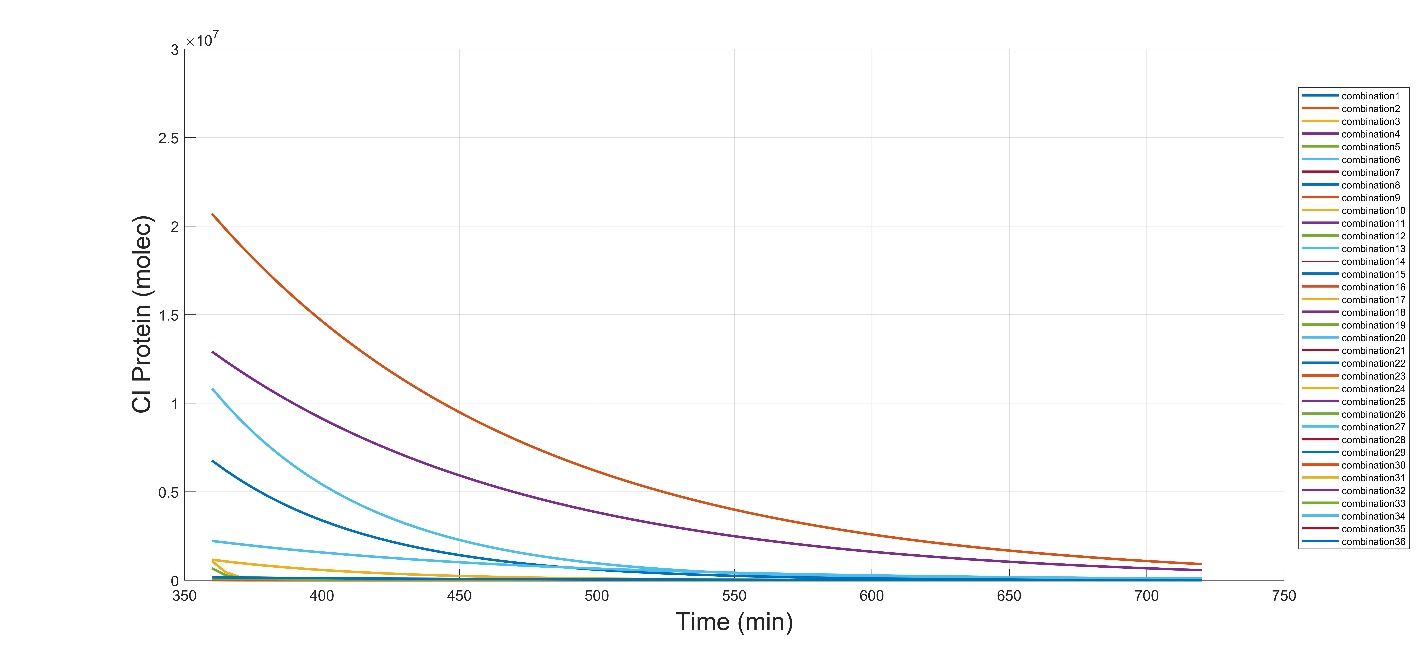 ×10^7
3
2.5
2
1.5
1
0.5
0
350 400 450 500 550 600 650 700 750
CI Protein (molec)
Time (min)
combination1
combination2
combination3
combination4
combination5
combination6
combination7
combination8
combination9
combination10
combination11
combination12
combination13
combination14
combination15
combination16
combination17
combination18
combination19
combination20
combination21
combination22
combination23
combination24
combination25
combination26
combination27
combination28
combination29
combination30
combination31
combination32
combination33
combination34
combination35
combination36